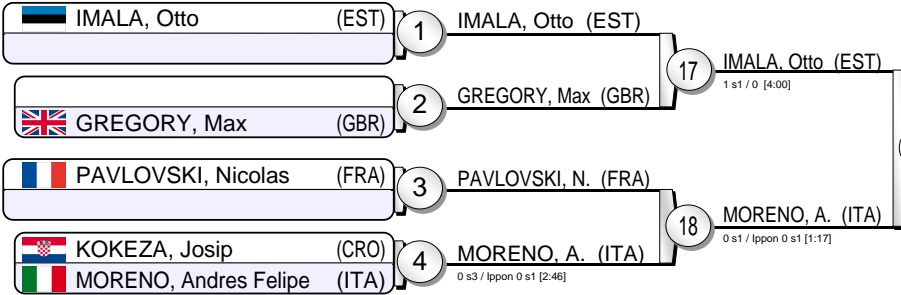 IMALA, Otto (EST)
1
IMALA, Otto (EST)
17
IMALA, Otto (EST)
1 s1 / 0 [4:00]
2
GREGORY, Max (GBR)
GREGORY, Max (GBR)
PAVLOVSKI, Nicolas (FRA)
3
PAVLOVSKI, N. (FRA)
18
MORENO, A. (ITA)
0 s1 / Ippon 0 s1 [1:17]
KOKEZA, Josip (CRO)
4
MORENO, A. (ITA)
0 s3 / Ippon 0 s1 [2:46]
MORENO, Andres Felipe (ITA)